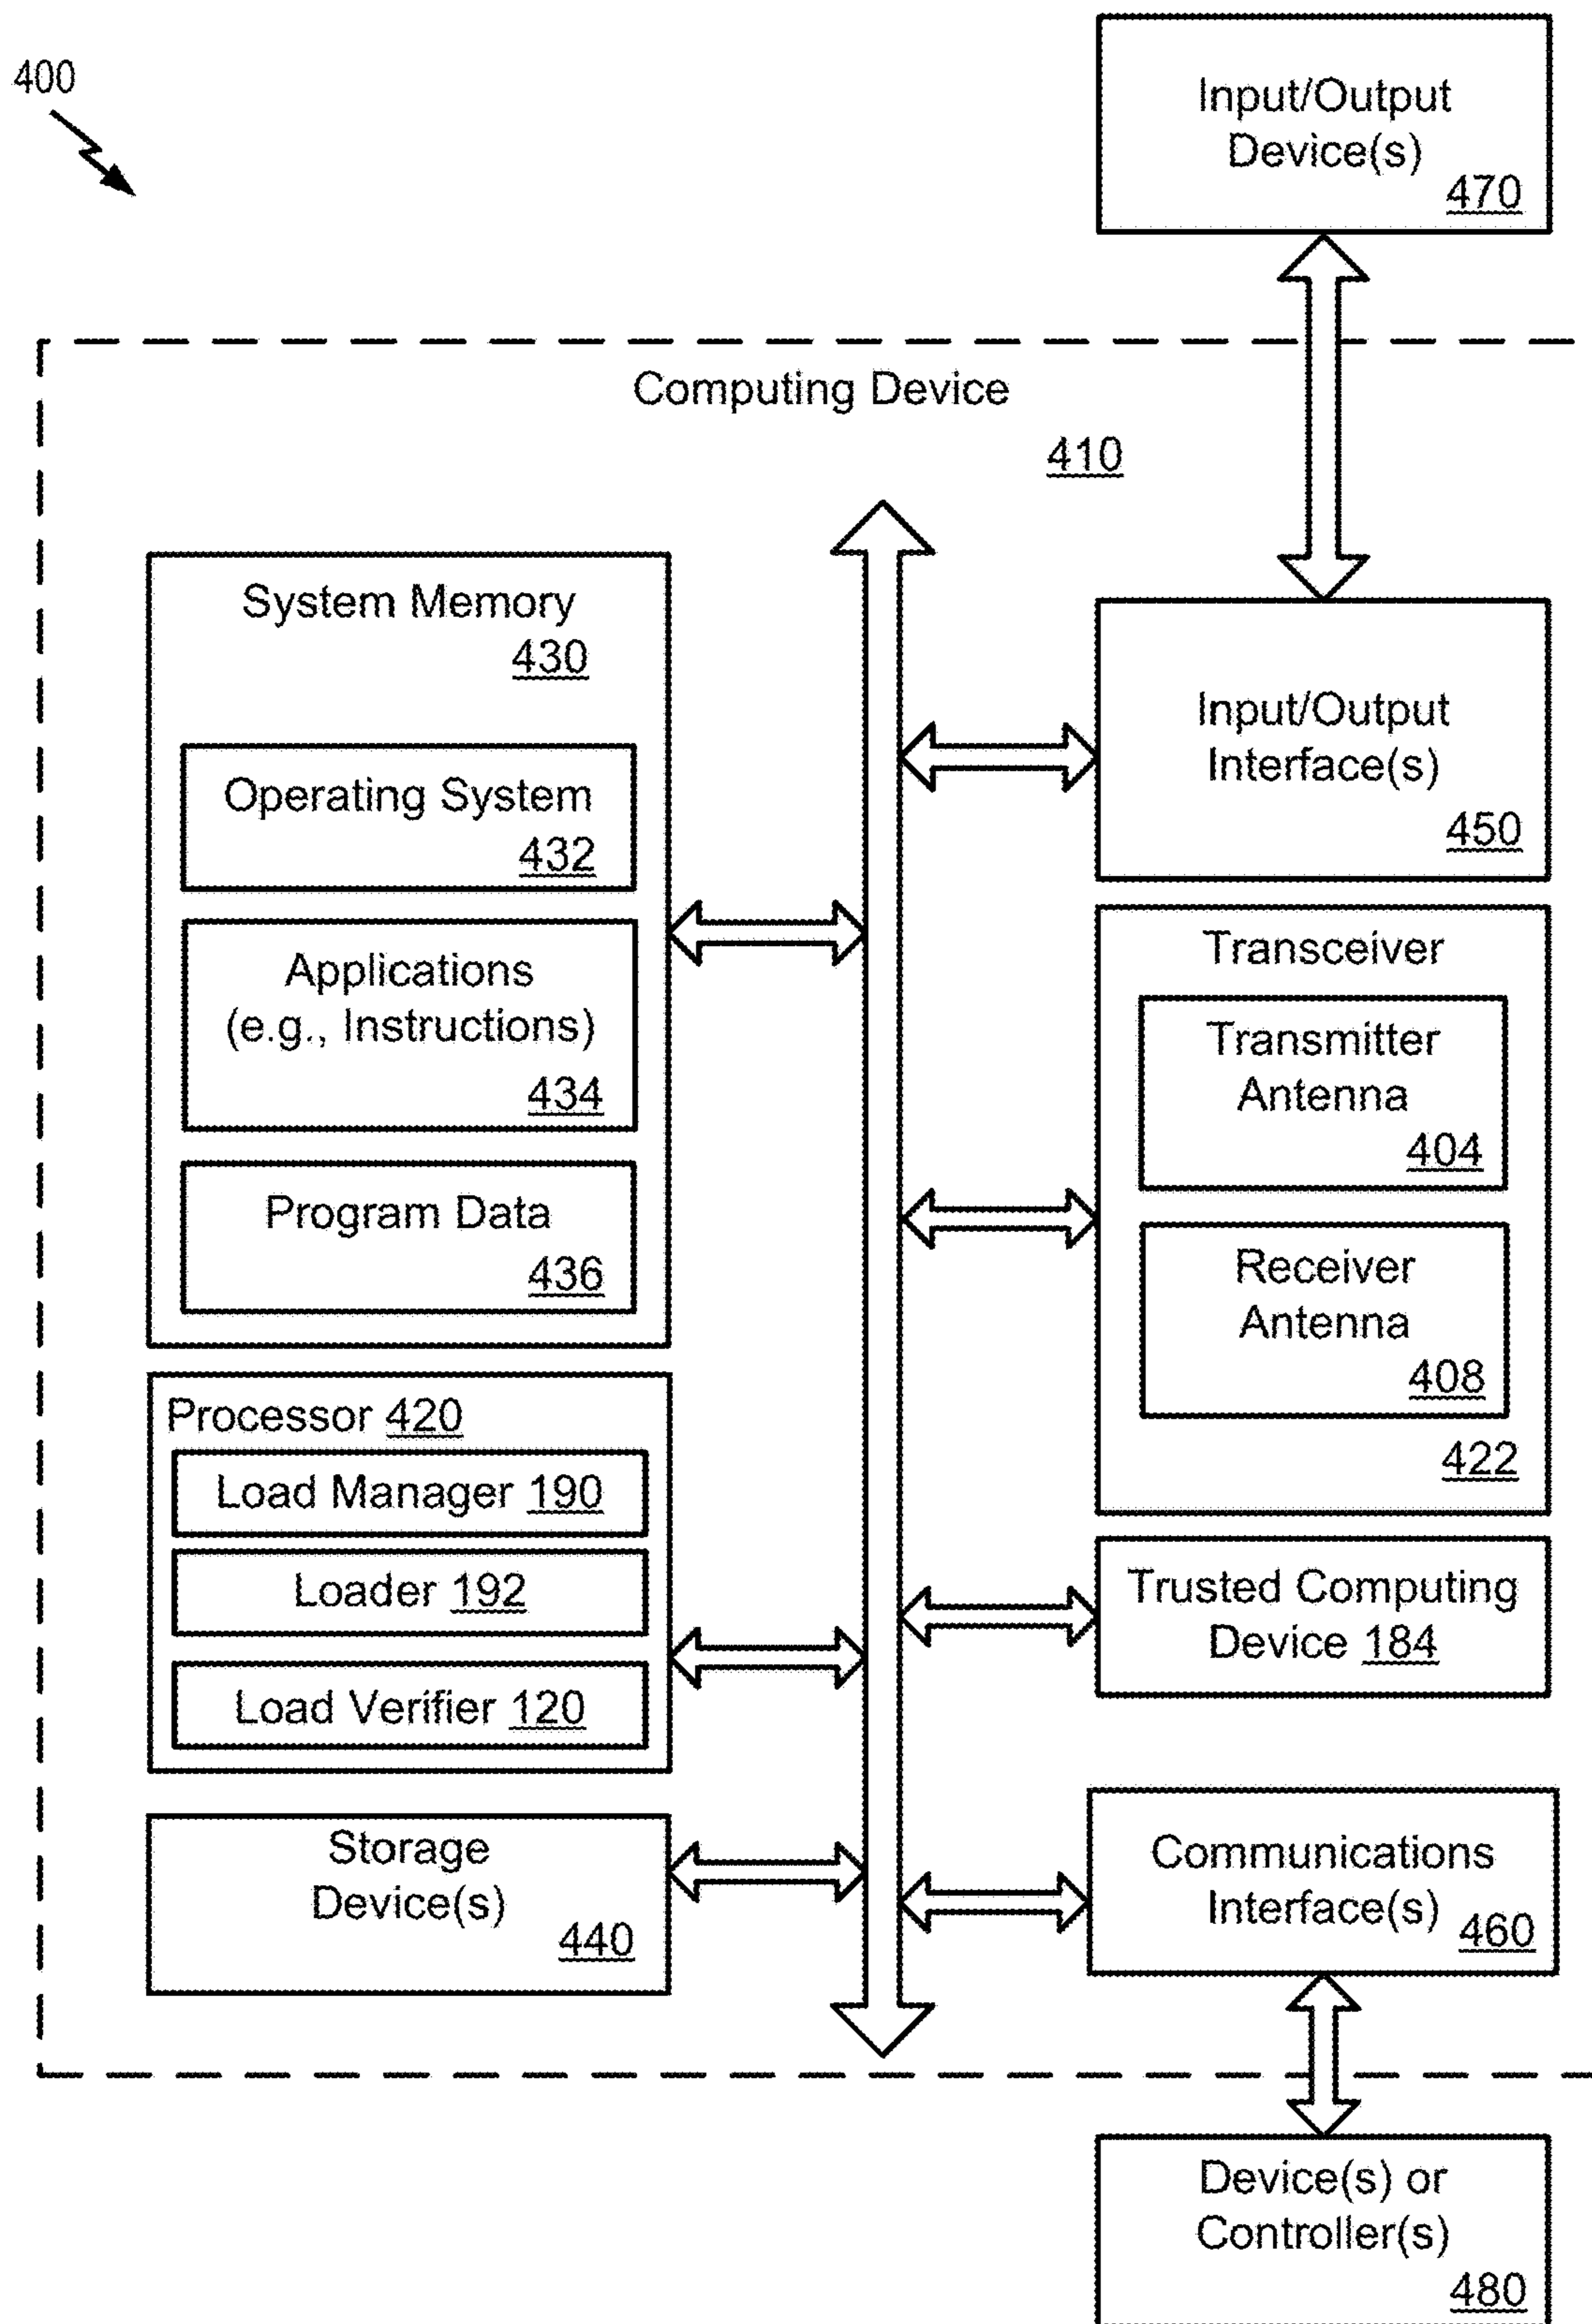 400
Input/Output
Device(s)
470
Computing Device
410
System Memory
430
Operating System
432
Applications
(e.g., Instructions)
434
Program Data
436
Processor 420
Load Manager 190
Loader 192
Load Verifier 120
Storage
Device(s)
440
Input/Output
Interface(s)
450
Transceiver
Transmitter
Antenna
404
Receiver
Antenna
408
422
Trusted Computing
Device 184
Communications
Interface(s) 460
Device(s) or
Controller(s)
480